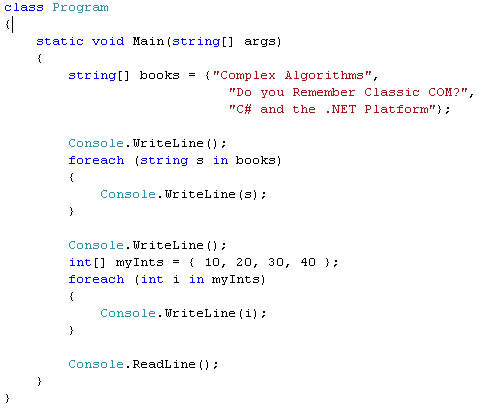 class Program
{
    static void Main(string[] args)
    {
        string[] books = {"Complex Algorithms",
                            "Do you Remember Classic COM?",
                            "C# and the .NET Platform"};

        Console.WriteLine();
        foreach (string s in books)
        {
            Console.WriteLine(s);
        }

        Console.WriteLine();
        int[] myInts = { 10, 20, 30, 40 };
        foreach (int i in myInts)
        {
            Console.WriteLine(i);
        }

        Console.ReadLine();
    }
}